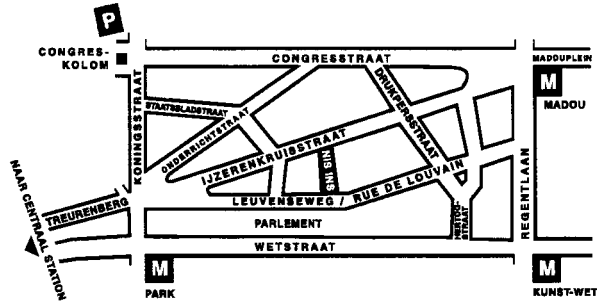 P
CONGRES-
KOLOM
CONGRESSTRAAT
MADOUPLEIN
M
MADOU
KONINGSSTRAAT
STAATSBLADSTRAAT
DRUKPERSSTRAAT
ONDERRICHTSTRAAT
IJZERENKRUISSTRAAT
NIS INS
LEUVENSEWEG / RUE DE LOUVAIN
REGENTLAAN
TREURENBERG
PARLEMENT
HERTOG-
STRAAT
NAAR CENTRAAL STATION
WETSTRAAT
M
PARK
M
KUNST-WET